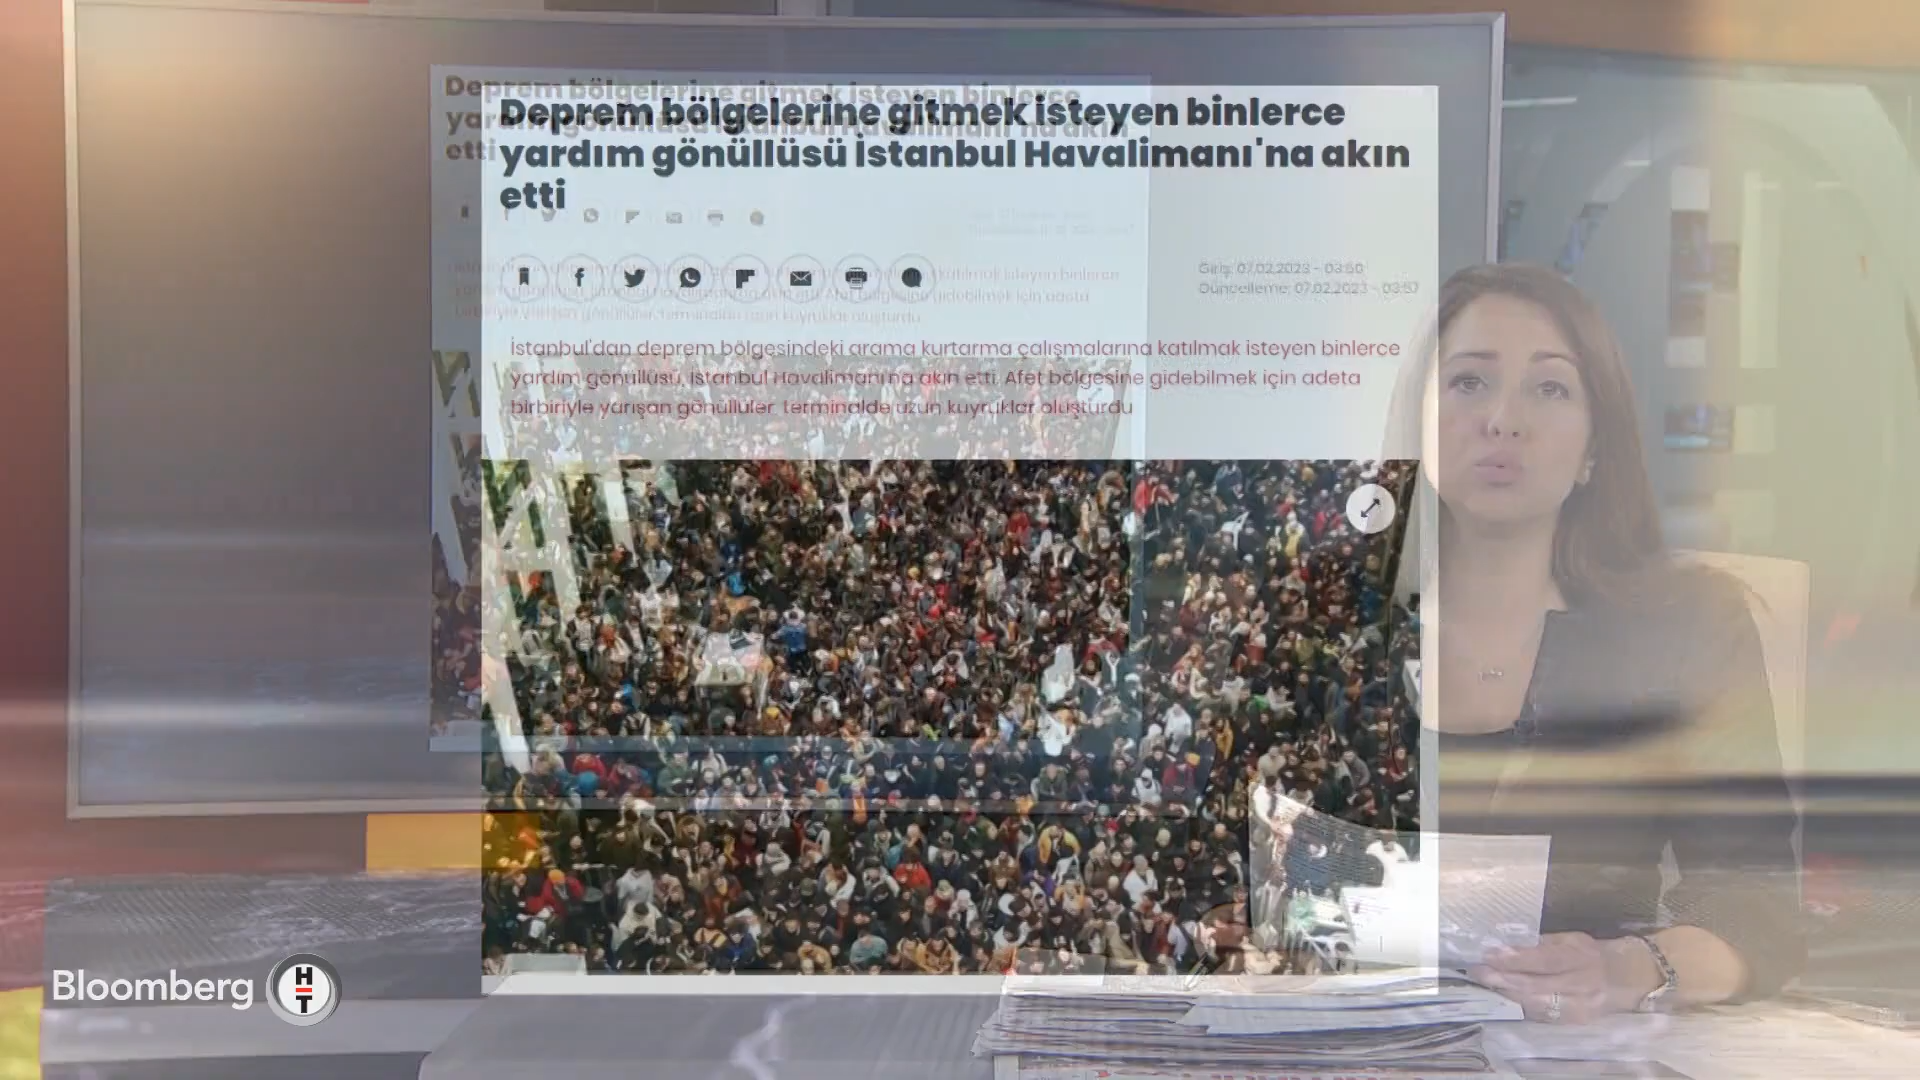 Deprem bölgelerine gitmek isteyen binlerce
yardım gönüllüsü İstanbul Havalimanı'na akın
etti
Giriş: 07.02.2023 - 03:50
Güncelleme: 07.02.2023 - 03:57
İstanbul'dan deprem bölgesindeki arama kurtarma çalışmalarına katılmak isteyen binlerce
yardım gönüllüsü, İstanbul Havalimanı'na akın etti. Afet bölgesine gidebilmek için adeta
birbiriyle yarışan gönüllüler, terminalde uzun kuyruklar oluşturdu
Bloomberg HT